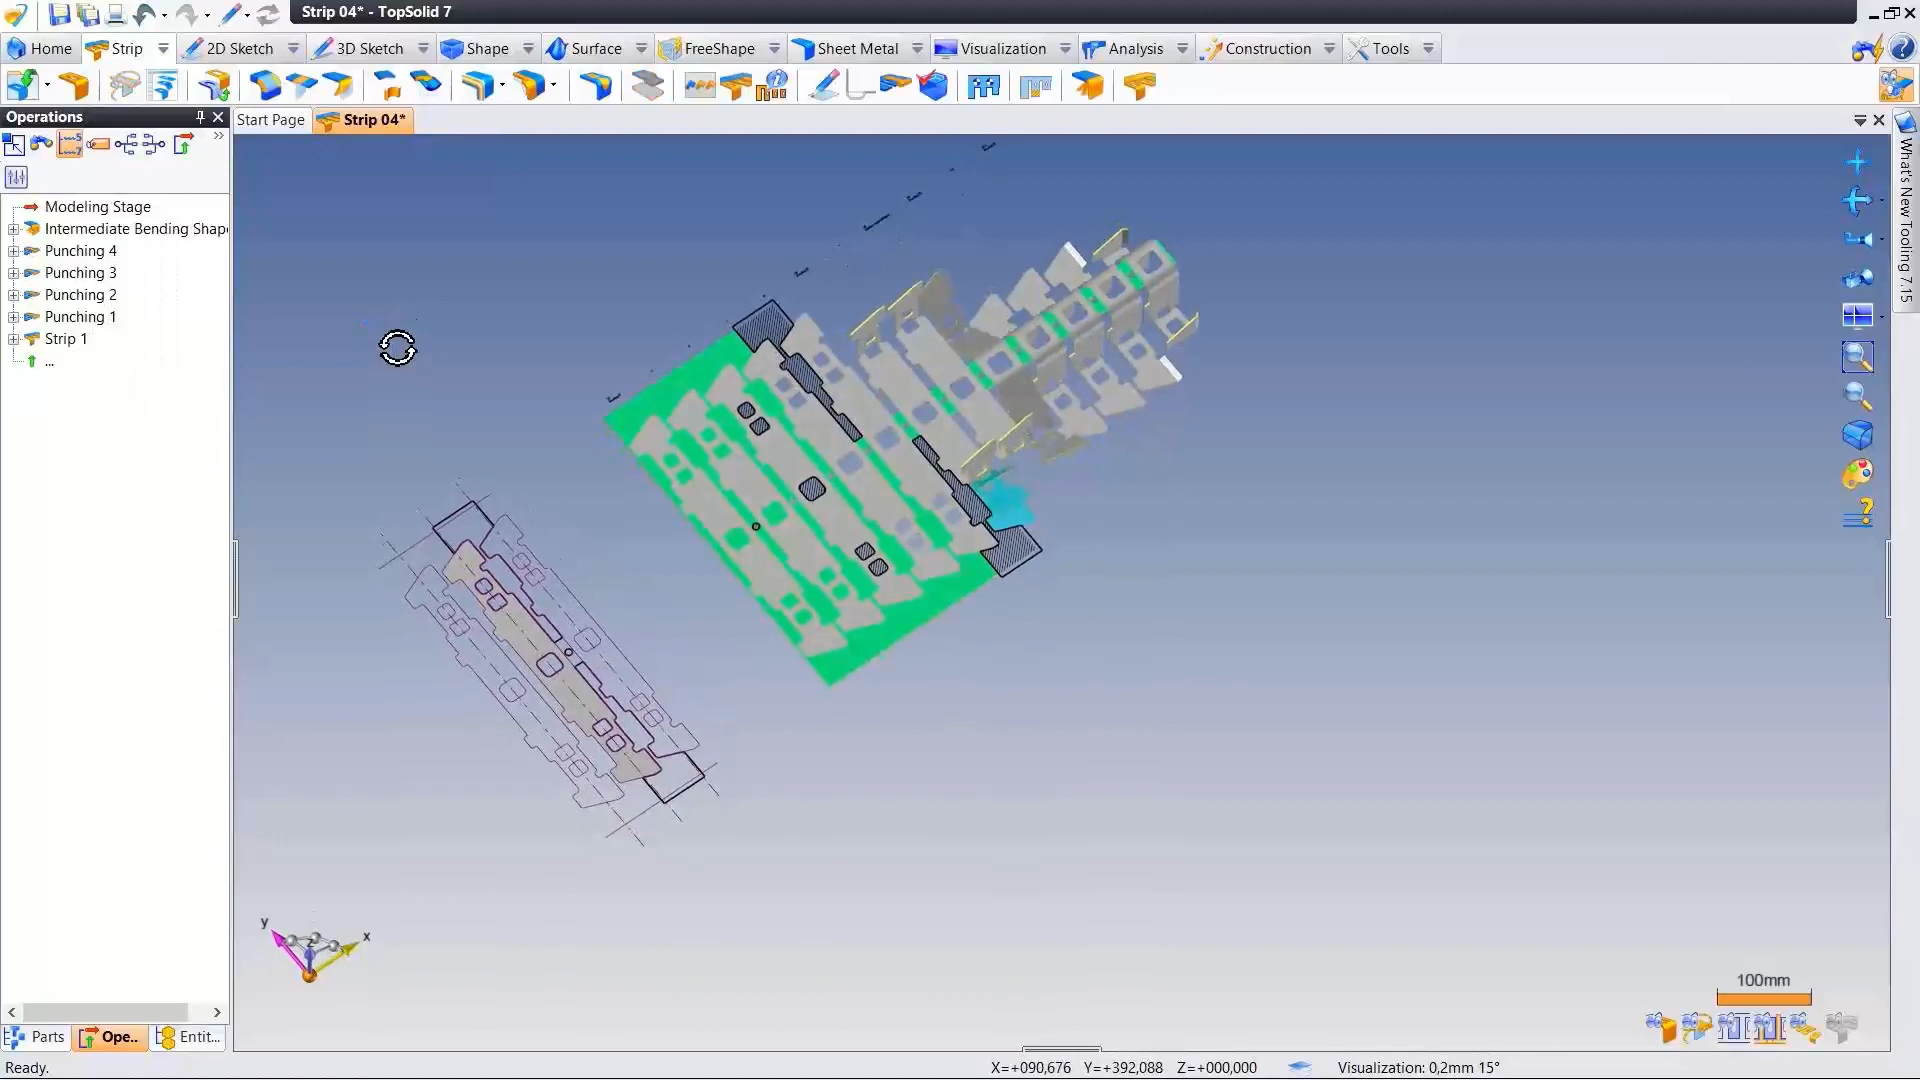 Strip 04* - TopSolid 7
Home
Strip
2D Sketch
3D Sketch
Shape
Surface
FreeShape
Sheet Metal
Visualization
Analysis
Construction
Tools
Operations
Start Page
Strip 04*
Modeling Stage
Intermediate Bending Shape
Punching 4
Punching 3
Punching 2
Punching 1
Strip 1
...
What's New Tooling 7.15
y
x
z
100mm
Parts
Ope..
Entit...
Ready.
X=+090,676 Y=+392,088 Z=+000,000
Visualization: 0,2mm 15°